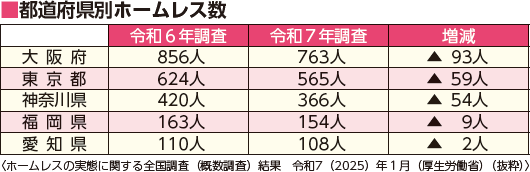 ■都道府県別ホームレス数
令和6年調査 令和7年調査 増減
大阪府 856人 763人 ▲ 93人
東京都 624人 565人 ▲ 59人
神奈川県 420人 366人 ▲ 54人
福岡県 163人 154人 ▲ 9人
愛知県 110人 108人 ▲ 2人
〈ホームレスの実態に関する全国調査（概数調査）結果 令和7（2025）年1月（厚生労働省）（抜粋）〉